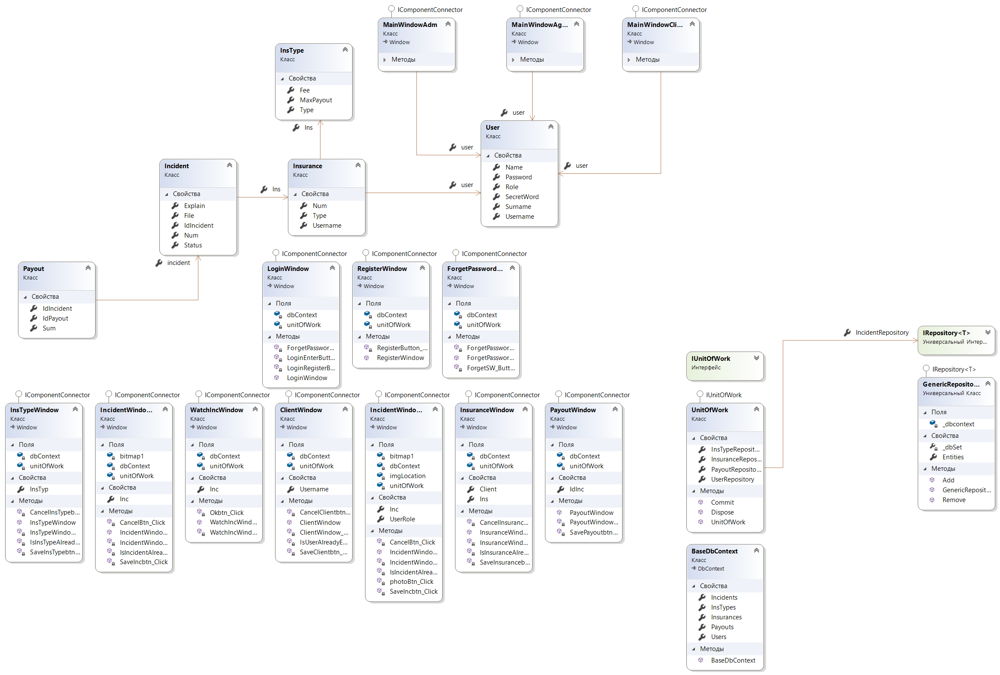 IComponentConnector
MainWindowAdm
Класс
Window
Методы
IComponentConnector
MainWindowAg...
Класс
Window
Методы
IComponentConnector
MainWindowCli...
Класс
Window
Методы
InsType
Класс
Свойства
Fee
MaxPayout
Type
Ins
user
user
user
User
Класс
Свойства
Name
Password
Role
SecretWord
Surname
Username
Incident
Класс
Свойства
Explain
File
IdIncident
Num
Status
Ins
Insurance
Класс
Свойства
Num
Type
Username
user
incident
Payout
Класс
Свойства
IdIncident
IdPayout
Sum
IComponentConnector
LoginWindow
Класс
Window
Поля
dbContext
unitOfWork
Методы
ForgetPasswor...
LoginEnterButt...
LoginRegisterB...
LoginWindow
IComponentConnector
RegisterWindow
Класс
Window
Поля
dbContext
unitOfWork
Методы
RegisterButton_...
RegisterWindow
IComponentConnector
ForgetPassword...
Класс
Window
Поля
dbContext
unitOfWork
Методы
ForgetPasswor...
ForgetPasswor...
ForgetSW_Butt...
IncidentRepository
IRepository<T>
Универсальный Интер...
IUnitOfWork
Интерфейс
IRepository<T>
GenericReposito...
Универсальный Класс
Поля
_dbcontext
Свойства
_dbSet
Entities
Методы
Add
GenericReposit...
Remove
IComponentConnector
InsTypeWindow
Класс
Window
Поля
dbContext
unitOfWork
Свойства
InsTyp
Методы
CancelInsTypeb...
InsTypeWindow
InsTypeWindo...
IsInsTypeAlread...
SaveInsTypebtn...
IComponentConnector
IncidentWindo...
Класс
Window
Поля
bitmap1
dbContext
unitOfWork
Свойства
Inc
Методы
CancelBtn_Click
IncidentWindo...
IncidentWindo...
IsIncidentAlrea...
SaveIncbtn_Click
IComponentConnector
WatchIncWindow
Класс
Window
Поля
dbContext
unitOfWork
Свойства
Inc
Методы
Okbtn_Click
WatchIncWind...
WatchIncWind...
IComponentConnector
ClientWindow
Класс
Window
Поля
dbContext
unitOfWork
Свойства
Username
Методы
CancelClientbtn...
ClientWindow
ClientWindow_...
IsUserAlreadyE...
SaveClientbtn_...
IComponentConnector
IncidentWindo...
Класс
Window
Поля
bitmap1
dbContext
imgLocation
unitOfWork
Свойства
Inc
UserRole
Методы
CancelBtn_Click
IncidentWindo...
IncidentWindo...
IsIncidentAlrea...
photoBtn_Click
SaveIncbtn_Click
IComponentConnector
InsuranceWindow
Класс
Window
Поля
dbContext
unitOfWork
Свойства
Client
Ins
Методы
CancelInsuranc...
InsuranceWind...
InsuranceWind...
IsInsuranceAlre...
SaveInsuranceb...
IComponentConnector
PayoutWindow
Класс
Window
Поля
dbContext
unitOfWork
Свойства
IdInc
Методы
PayoutWindow
PayoutWindow...
SavePayoutbtn...
IUnitOfWork
UnitOfWork
Класс
Свойства
InsTypeReposit...
InsuranceRepos...
PayoutReposito...
UserRepository
Методы
Commit
Dispose
UnitOfWork
BaseDbContext
Класс
DbContext
Свойства
Incidents
InsTypes
Insurances
Payouts
Users
Методы
BaseDbContext